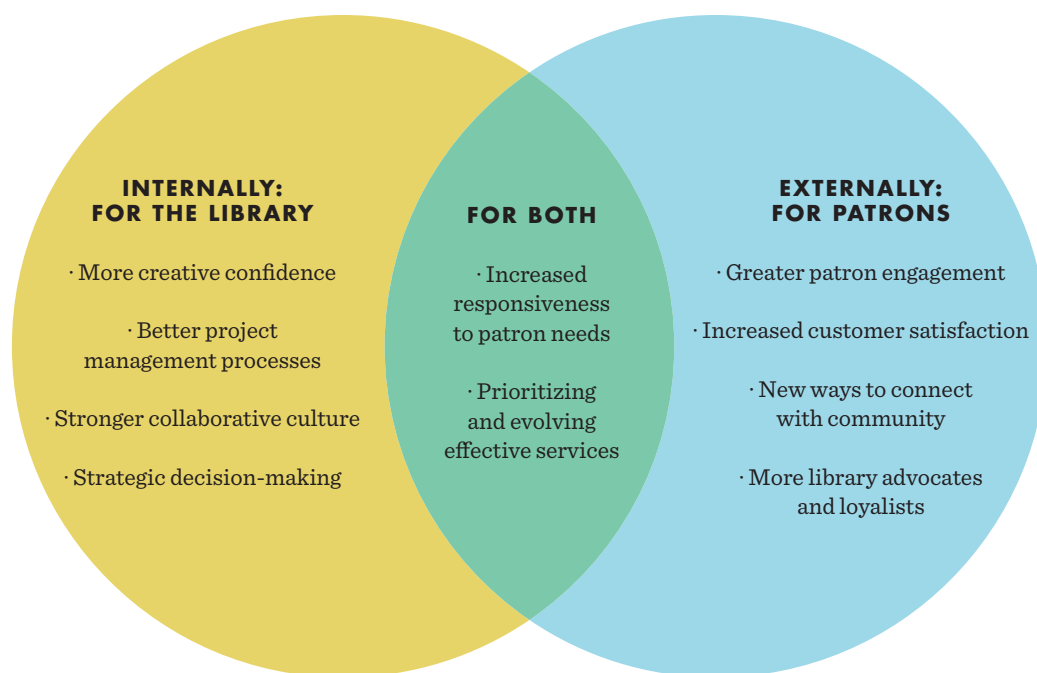 INTERNALLY:
FOR THE LIBRARY
· More creative confidence
· Better project
management processes
· Stronger collaborative culture
· Strategic decision-making
FOR BOTH
· Increased
responsiveness
to patron needs
· Prioritizing
and evolving
effective services
EXTERNALLY:
FOR PATRONS
· Greater patron engagement
· Increased customer satisfaction
· New ways to connect
with community
· More library advocates
and loyalists